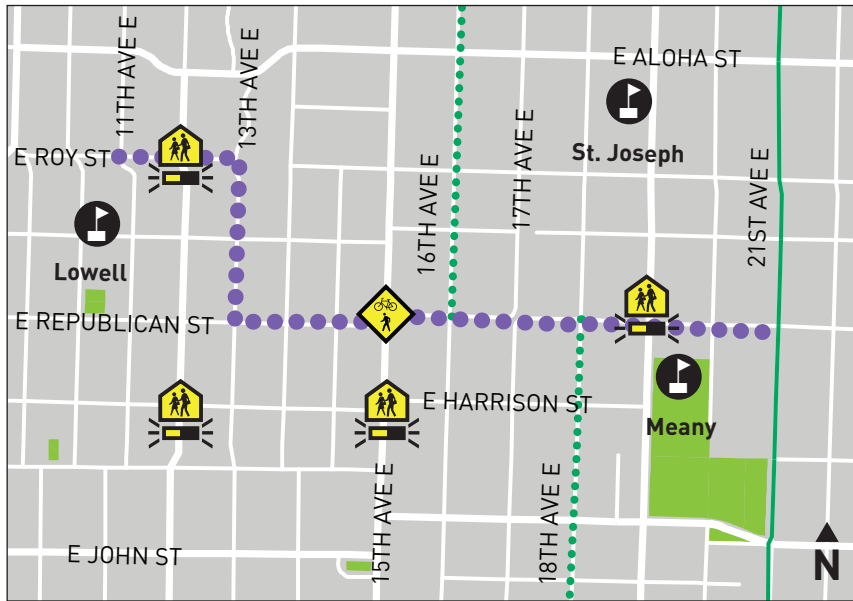 E ALOHA ST
11TH AVE E
13TH AVE E
E ROY ST
St. Joseph
16TH AVE E
17TH AVE E
21ST AVE E
Lowell
E REPUBLICAN ST
E HARRISON ST
Meany
15TH AVE E
18TH AVE E
E JOHN ST
N